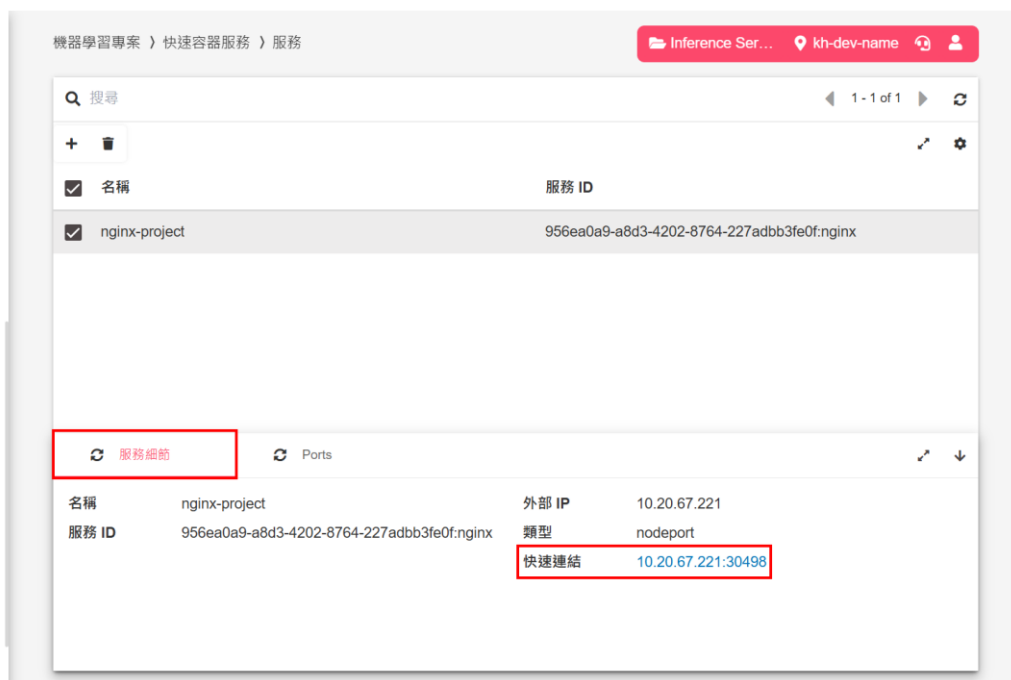 機器學習專案 》快速容器服務 》服務
Inference Ser... kh-dev-name
搜尋 1 - 1 of 1
名稱 服務 ID
nginx-project 956ea0a9-a8d3-4202-8764-227adbb3fe0f:nginx
服務細節 Ports
名稱 nginx-project 外部 IP 10.20.67.221
服務 ID 956ea0a9-a8d3-4202-8764-227adbb3fe0f:nginx 類型 nodeport
快速連結 10.20.67.221:30498